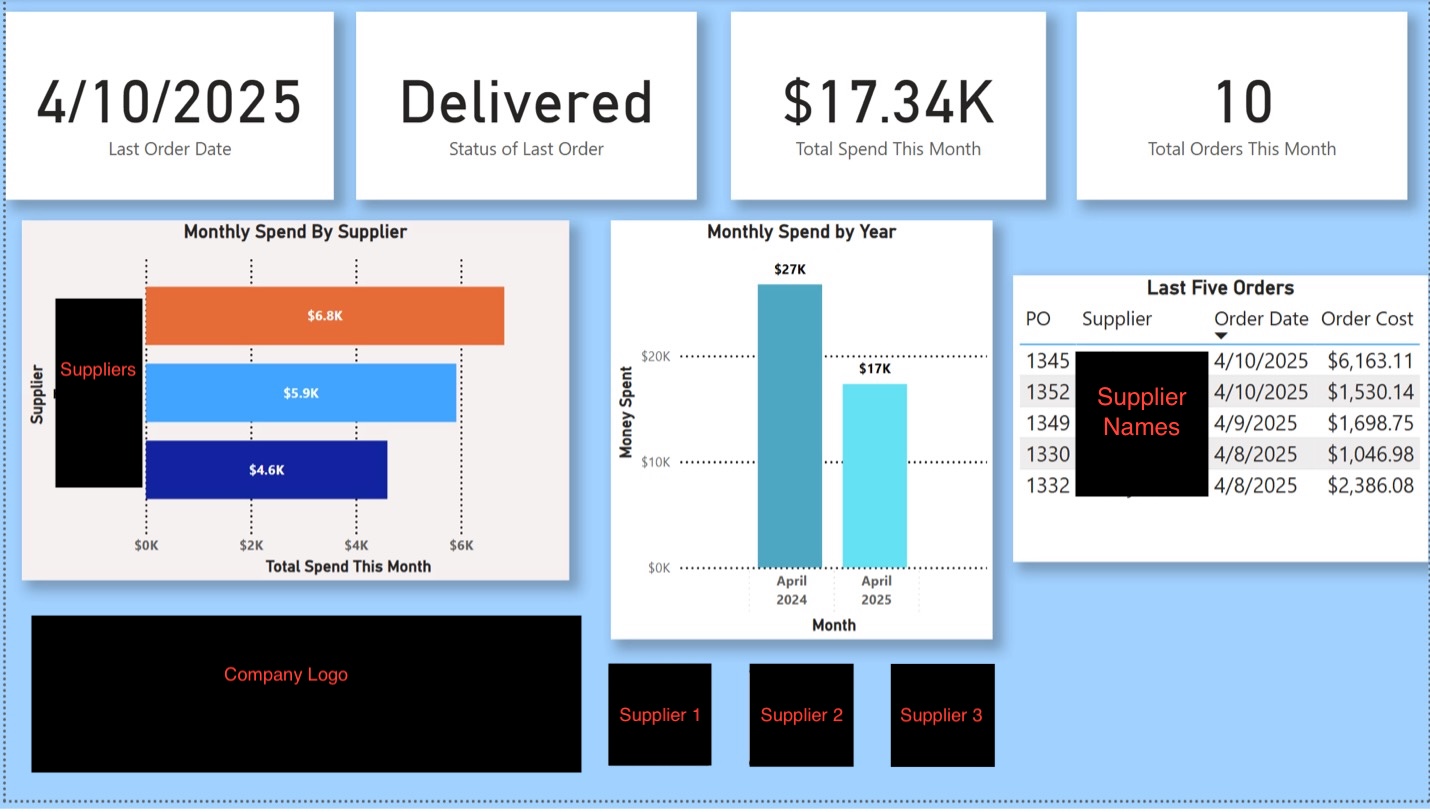 4/10/2025
Last Order Date
Delivered
Status of Last Order
$17.34K
Total Spend This Month
10
Total Orders This Month
Monthly Spend By Supplier
Supplier
Suppliers
$6.8K
$5.9K
$4.6K
$0K $2K $4K $6K
Total Spend This Month
Monthly Spend by Year
Money Spent
$27K
$20K
$17K
$10K
$0K
April April
2024 2025
Month
Last Five Orders
PO Supplier Order Date Order Cost
1345 4/10/2025 $6,163.11
1352 4/10/2025 $1,530.14
1349 4/9/2025 $1,698.75
1330 4/8/2025 $1,046.98
1332 4/8/2025 $2,386.08
Supplier
Names
Company Logo
Supplier 1 Supplier 2 Supplier 3